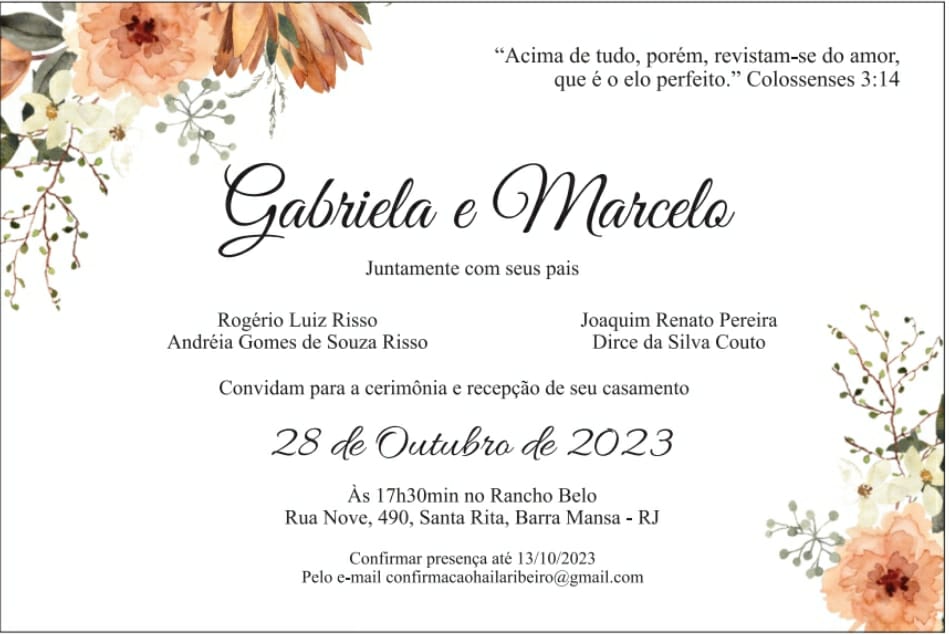 “Acima de tudo, porém, revistam-se do amor,
que é o elo perfeito.” Colossenses 3:14
Gabriela e Marcelo
Juntamente com seus pais
Rogério Luiz Risso
Andréia Gomes de Souza Risso
Joaquim Renato Pereira
Dirce da Silva Couto
Convidam para a cerimônia e recepção de seu casamento
28 de Outubro de 2023
Às 17h30min no Rancho Belo
Rua Nove, 490, Santa Rita, Barra Mansa - RJ
Confirmar presença até 13/10/2023
Pelo e-mail confirmacaohailaribeiro@gmail.com